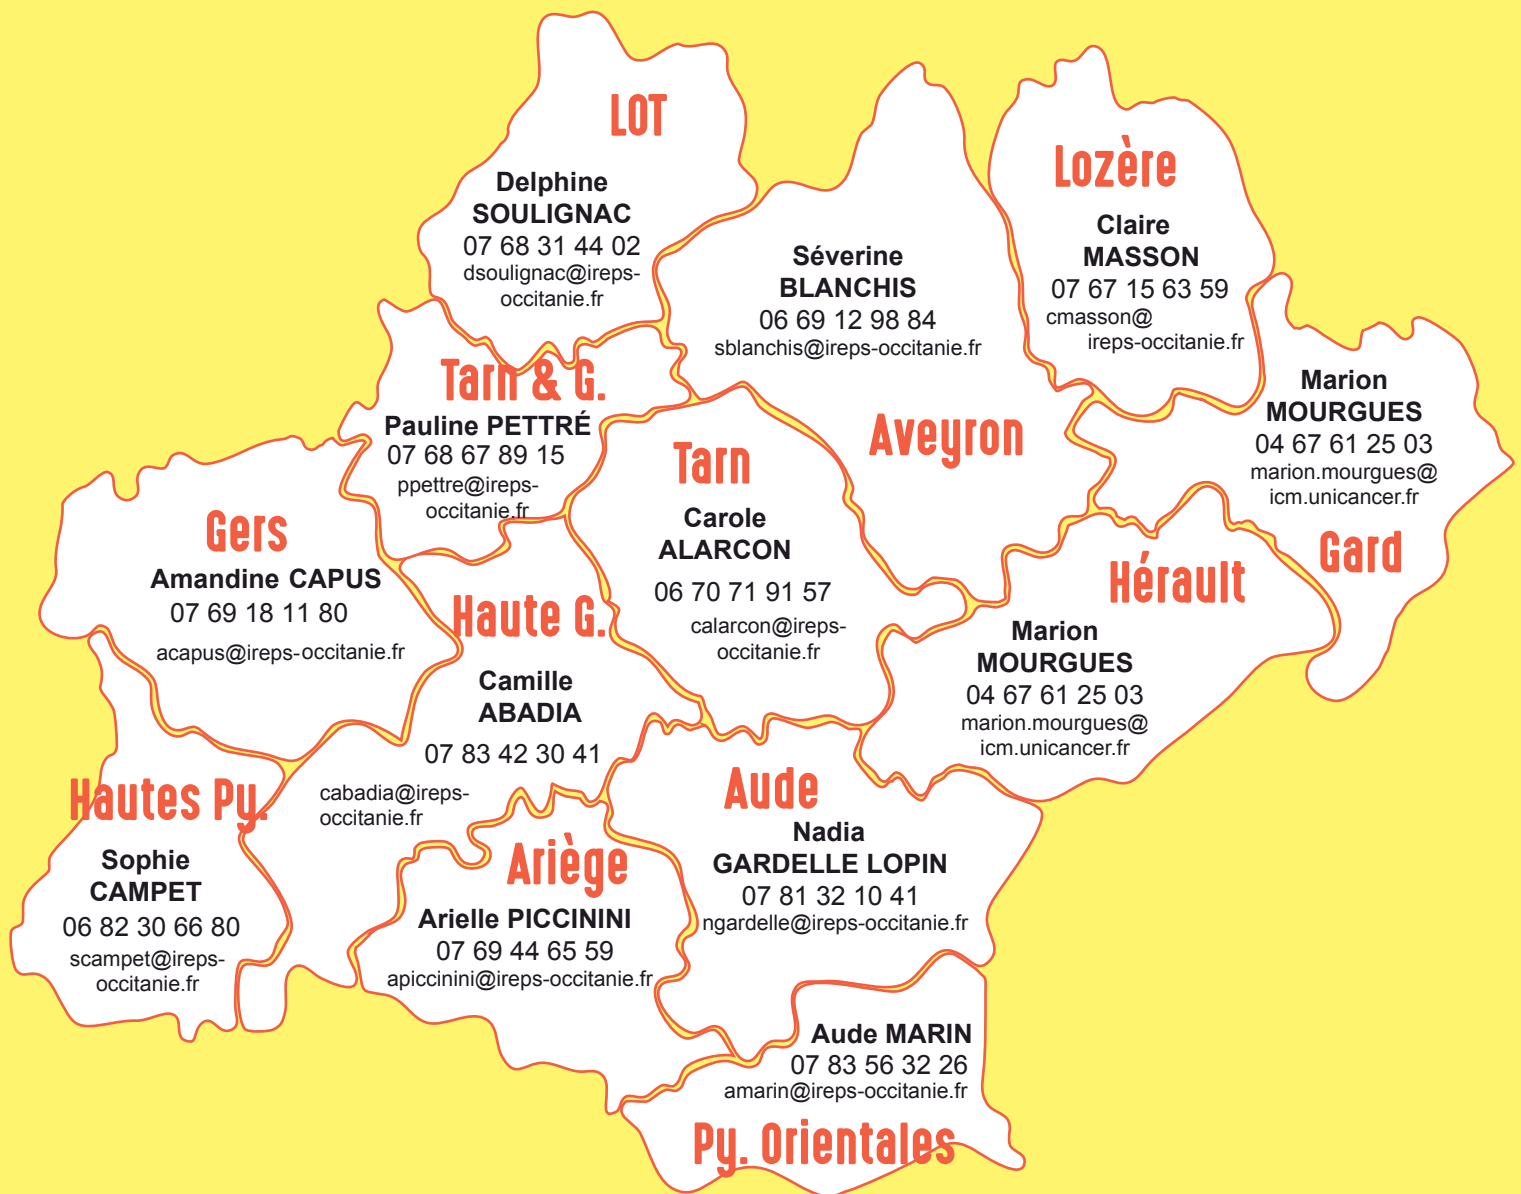 LOT
Delphine
SOULIGNAC
07 68 31 44 02
dsoulignac@ireps-
occitanie.fr
Lozère
Claire
MASSON
07 67 15 63 59
cmasson@
ireps-occitanie.fr
Séverine
BLANCHIS
06 69 12 98 84
sblanchis@ireps-occitanie.fr
Aveyron
Tarn & G.
Pauline PETTRÉ
07 68 67 89 15
ppettre@ireps-
occitanie.fr
Marion
MOURGUES
04 67 61 25 03
marion.mourgues@
icm.unicancer.fr
Gard
Tarn
Carole
ALARCON
06 70 71 91 57
calarcon@ireps-
occitanie.fr
Gers
Amandine CAPUS
07 69 18 11 80
acapus@ireps-occitanie.fr
Hérault
Marion
MOURGUES
04 67 61 25 03
marion.mourgues@
icm.unicancer.fr
Haute G.
Camille
ABADIA
07 83 42 30 41
cabadia@ireps-
occitanie.fr
Hautes Py.
Sophie
CAMPET
06 82 30 66 80
scampet@ireps-
occitanie.fr
Aude
Nadia
GARDELLE LOPIN
07 81 32 10 41
ngardelle@ireps-occitanie.fr
Ariège
Arielle PICCININI
07 69 44 65 59
apiccinini@ireps-occitanie.fr
Aude MARIN
07 83 56 32 26
amarin@ireps-occitanie.fr
Py. Orientales